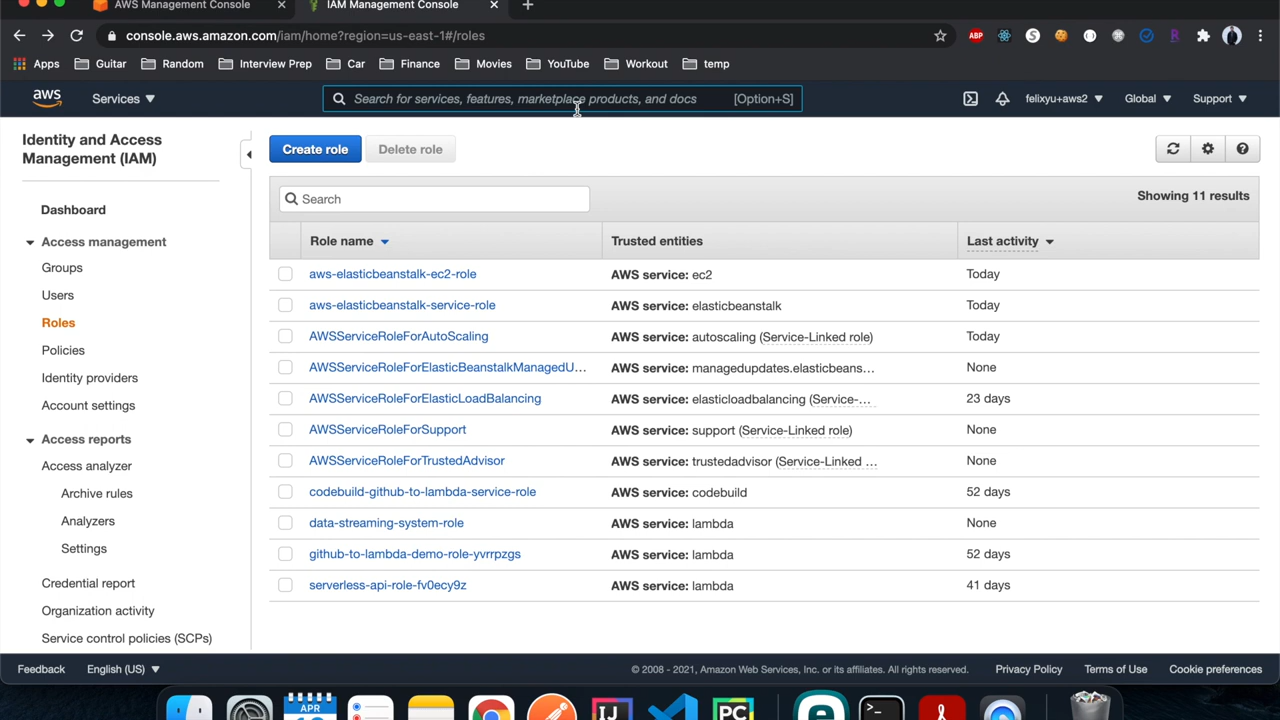 AWS Management Console
IAM Management Console
console.aws.amazon.com/iam/home?region=us-east-1#/roles
ABP
Apps Guitar Random Interview Prep Car Finance Movies YouTube Workout temp
aws Services Search for services, features, marketplace products, and docs [Option+S] felixyu+aws2 Global Support
Identity and Access
Management (IAM)
Dashboard
Access management
Groups
Users
Roles
Policies
Identity providers
Account settings
Access reports
Access analyzer
Archive rules
Analyzers
Settings
Credential report
Organization activity
Service control policies (SCPs)
Create role Delete role
Search Showing 11 results
Role name Trusted entities Last activity
aws-elasticbeanstalk-ec2-role AWS service: ec2 Today
aws-elasticbeanstalk-service-role AWS service: elasticbeanstalk Today
AWSServiceRoleForAutoScaling AWS service: autoscaling (Service-Linked role) Today
AWSServiceRoleForElasticBeanstalkManagedU... AWS service: managedupdates.elasticbeans... None
AWSServiceRoleForElasticLoadBalancing AWS service: elasticloadbalancing (Service-... 23 days
AWSServiceRoleForSupport AWS service: support (Service-Linked role) None
AWSServiceRoleForTrustedAdvisor AWS service: trustedadvisor (Service-Linked ... None
codebuild-github-to-lambda-service-role AWS service: codebuild 52 days
data-streaming-system-role AWS service: lambda None
github-to-lambda-demo-role-yvrrpzgs AWS service: lambda 52 days
serverless-api-role-fv0ecy9z AWS service: lambda 41 days
Feedback English (US) © 2008 - 2021, Amazon Web Services, Inc. or its affiliates. All rights reserved. Privacy Policy Terms of Use Cookie preferences
APR
IJ
PC